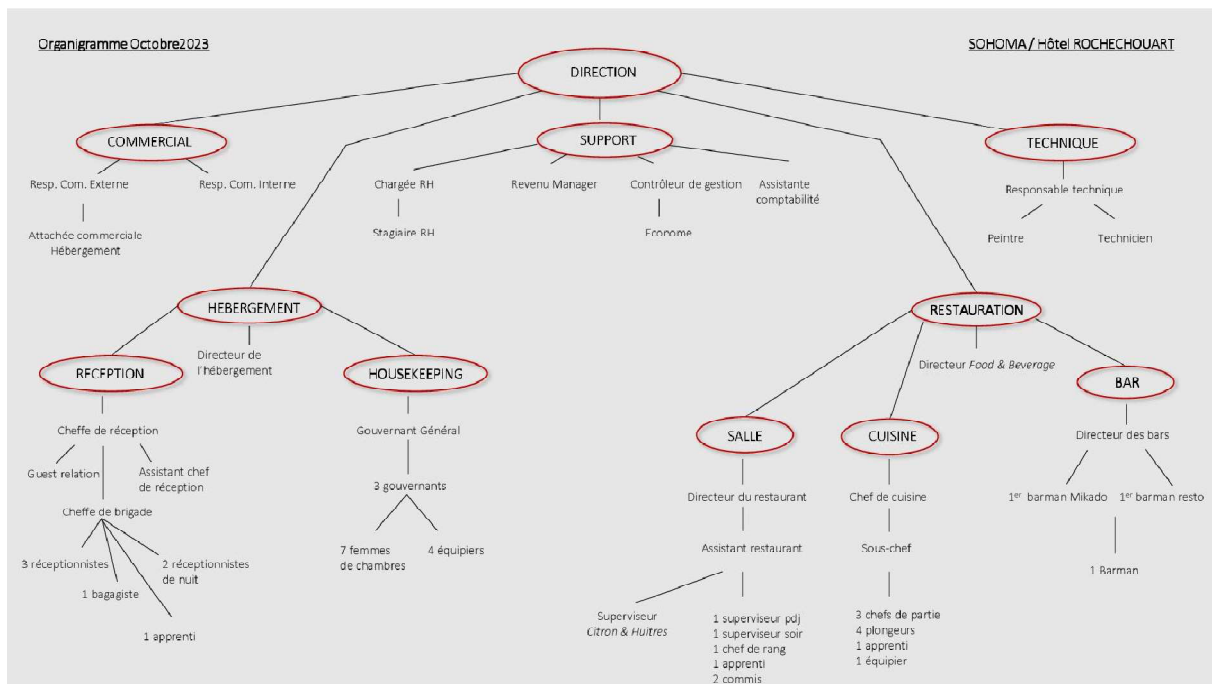 Organigramme Octobre2023
SOHOMA / Hôtel ROCHECHOUART
DIRECTION
COMMERCIAL
SUPPORT
TECHNIQUE
Resp. Com. Externe
Resp. Com. Interne
Chargée RH
Revenu Manager
Contrôleur de gestion
Assistante
comptabilité
Responsable technique
Attachée commerciale
Hébergement
Stagiaire RH
Econome
Peintre
Technicien
HEBERGEMENT
RESTAURATION
Directeur de
l'hébergement
Directeur Food & Beverage
RECEPTION
HOUSEKEEPING
BAR
Cheffe de réception
Gouvernant Général
SALLE
CUISINE
Directeur des bars
Guest relation
Assistant chef
de réception
3 gouvernants
Directeur du restaurant
Chef de cuisine
1er barman Mikado
1er barman resto
Cheffe de brigade
7 femmes
de chambres
4 équipiers
Assistant restaurant
Sous-chef
3 réceptionnistes
2 réceptionnistes
de nuit
1 bagagiste
1 Barman
1 apprenti
Superviseur
Citron & Huîtres
1 superviseur pdj
1 superviseur soir
1 chef de rang
1 apprenti
2 commis
3 chefs de partie
4 plongeurs
1 apprenti
1 équipier